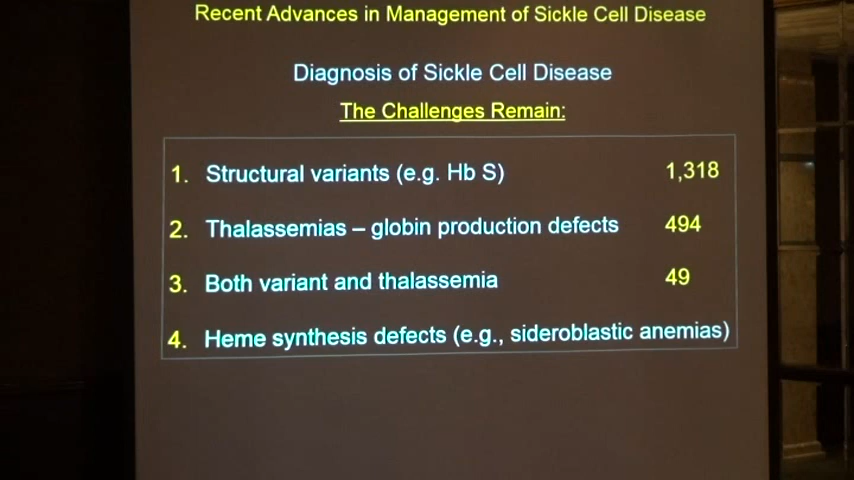 Recent Advances in Management of Sickle Cell Disease
Diagnosis of Sickle Cell Disease
The Challenges Remain:
1. Structural variants (e.g. Hb S) 1,318
2. Thalassemias – globin production defects 494
3. Both variant and thalassemia 49
4. Heme synthesis defects (e.g., sideroblastic anemias)